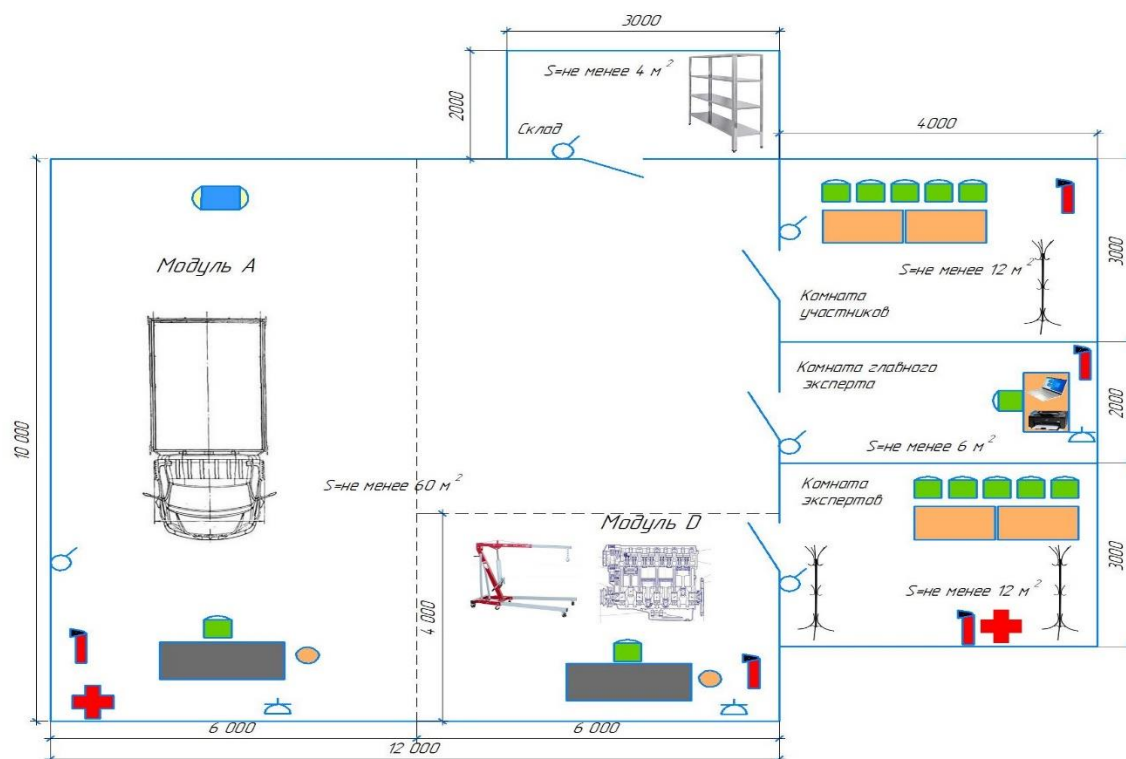 3000
S=не менее 4 м²
2000
Склад
4000
Модуль А
S=не менее 12 м²
3000
Комната
участников
Комната главного
эксперта
2000
10 000
S=не менее 6 м²
S=не менее 60 м²
Комната
экспертов
Модуль D
3000
S=не менее 12 м²
4 000
6 000
6 000
12 000